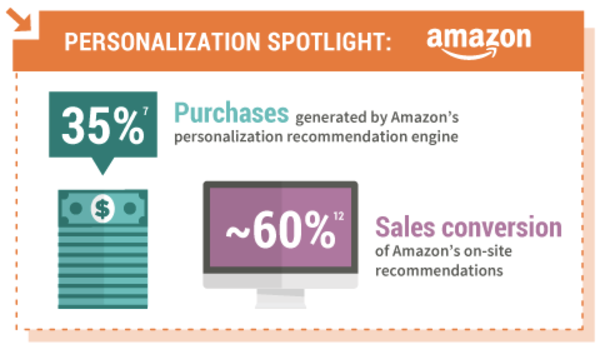 PERSONALIZATION SPOTLIGHT: amazon
35%7
Purchases generated by Amazon's
personalization recommendation engine
$
~60%12
Sales conversion
of Amazon's on-site
recommendations